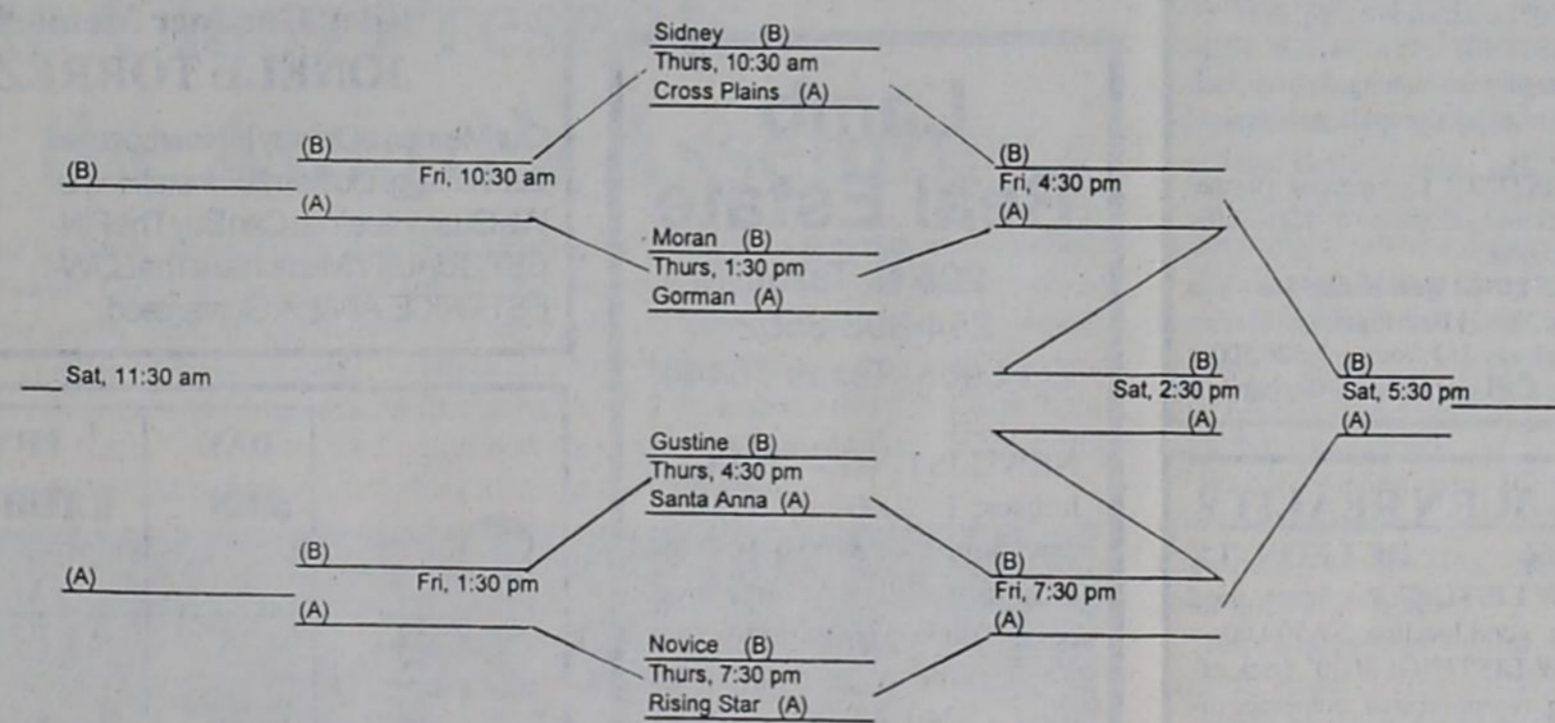 Sidney (B)
Thurs, 10:30 am
Cross Plains (A)
(B)
Fri, 10:30 am
(A)
(B)
(B)
Fri, 4:30 pm
(A)
Moran (B)
Thurs, 1:30 pm
Gorman (A)
Sat, 11:30 am
(B)
Sat, 2:30 pm
(A)
(B)
Sat, 5:30 pm
(A)
Gustine (B)
Thurs, 4:30 pm
Santa Anna (A)
(B)
Fri, 1:30 pm
(A)
(A)
(B)
Fri, 7:30 pm
(A)
Novice (B)
Thurs, 7:30 pm
Rising Star (A)